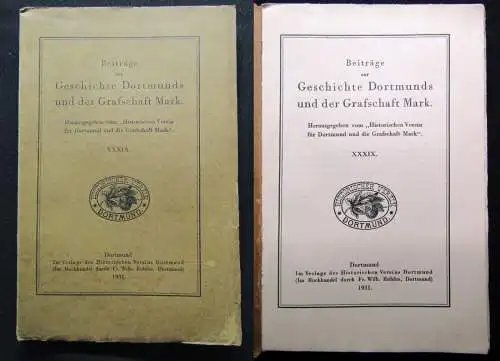 Beiträge
zur
Geschichte Dortmunds
und der Grafschaft Mark.
Herausgegeben vom „Historischen Verein
für Dortmund und die Grafschaft Mark“.
XXXIX.
HISTORISCHER VEREIN
DORTMUND
Dortmund
Im Verlage des Historischen Vereins Dortmund
(Im Buchhandel durch Fr. Wilh. Ruhfus, Dortmund)
1931.
Beiträge
zur
Geschichte Dortmunds
und der Grafschaft Mark.
Herausgegeben vom „Historischen Verein
für Dortmund und die Grafschaft Mark“.
XXXIX.
HISTORISCHER VEREIN
DORTMUND
Dortmund
Im Verlage des Historischen Vereins Dortmund
(Im Buchhandel durch Fr. Wilh. Ruhfus, Dortmund)
1931.